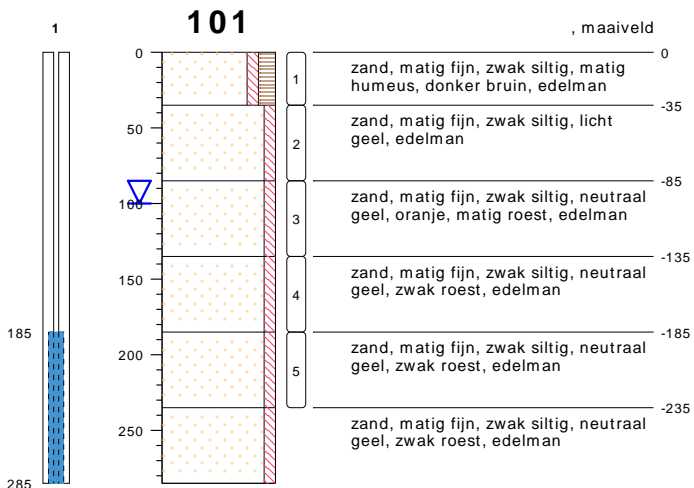 101
1
, maaiveld
0
0
1
zand, matig fijn, zwak siltig, matig
humeus, donker bruin, edelman
-35
50
2
zand, matig fijn, zwak siltig, licht
geel, edelman
-85
100
3
zand, matig fijn, zwak siltig, neutraal
geel, oranje, matig roest, edelman
-135
150
4
zand, matig fijn, zwak siltig, neutraal
geel, zwak roest, edelman
185
-185
200
5
zand, matig fijn, zwak siltig, neutraal
geel, zwak roest, edelman
-235
250
zand, matig fijn, zwak siltig, neutraal
geel, zwak roest, edelman
285